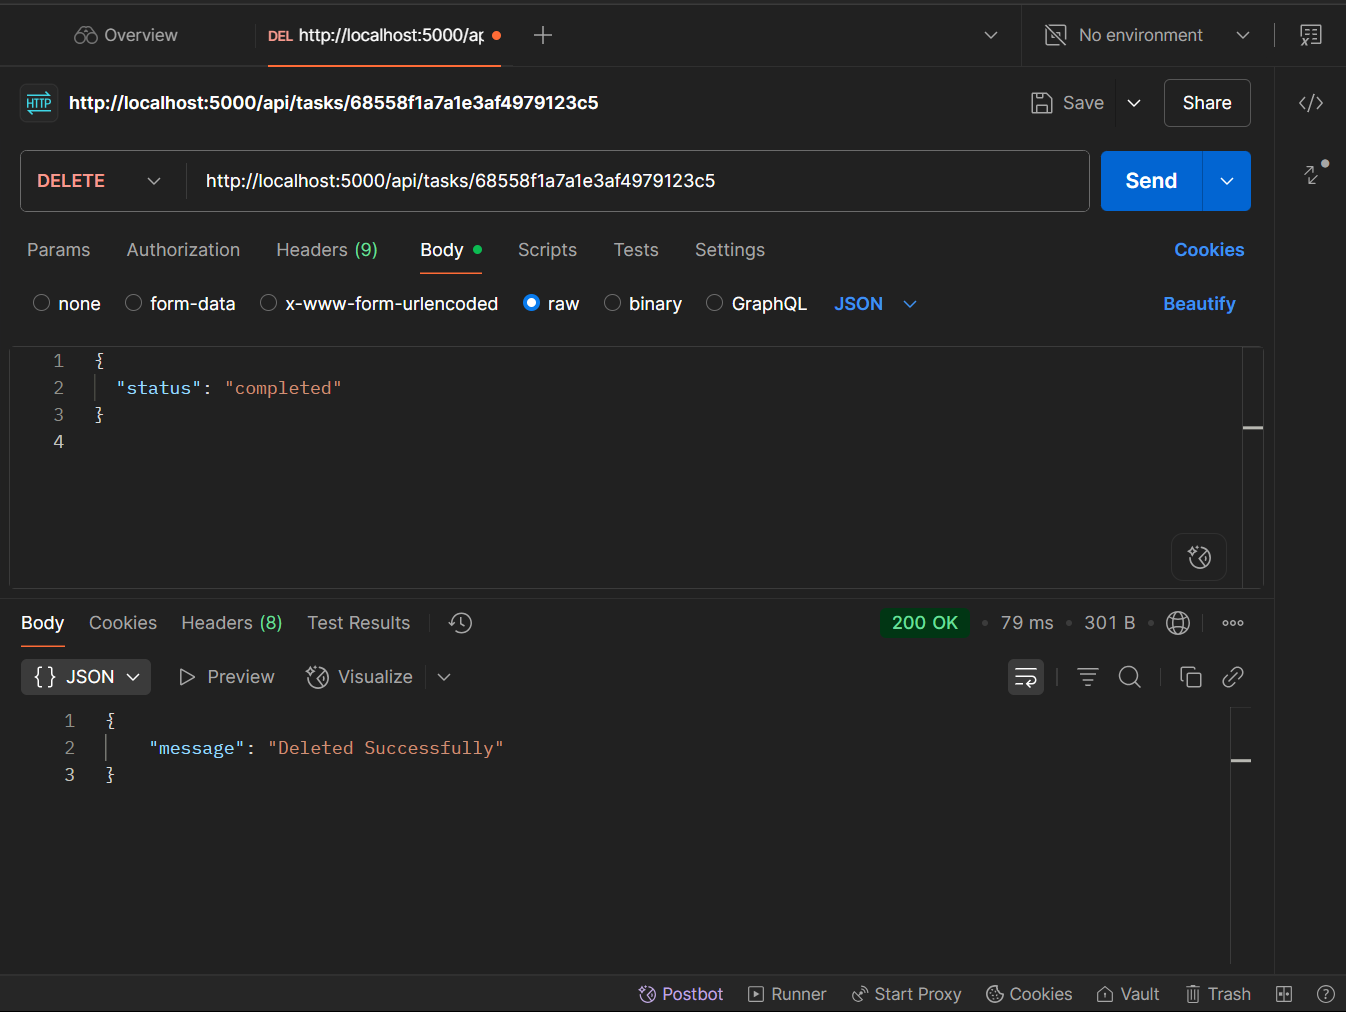 Overview
DEL http://localhost:5000/ap
No environment
HTTP http://localhost:5000/api/tasks/68558f1a7a1e3af4979123c5
Save
Share
DELETE http://localhost:5000/api/tasks/68558f1a7a1e3af4979123c5
Send
Params Authorization Headers (9) Body Scripts Tests Settings Cookies
none form-data x-www-form-urlencoded raw binary GraphQL JSON Beautify
1 {
2 "status": "completed"
3 }
4
Body Cookies Headers (8) Test Results 200 OK • 79 ms • 301 B
{} JSON Preview Visualize
1 {
2 "message": "Deleted Successfully"
3 }
Postbot Runner Start Proxy Cookies Vault Trash